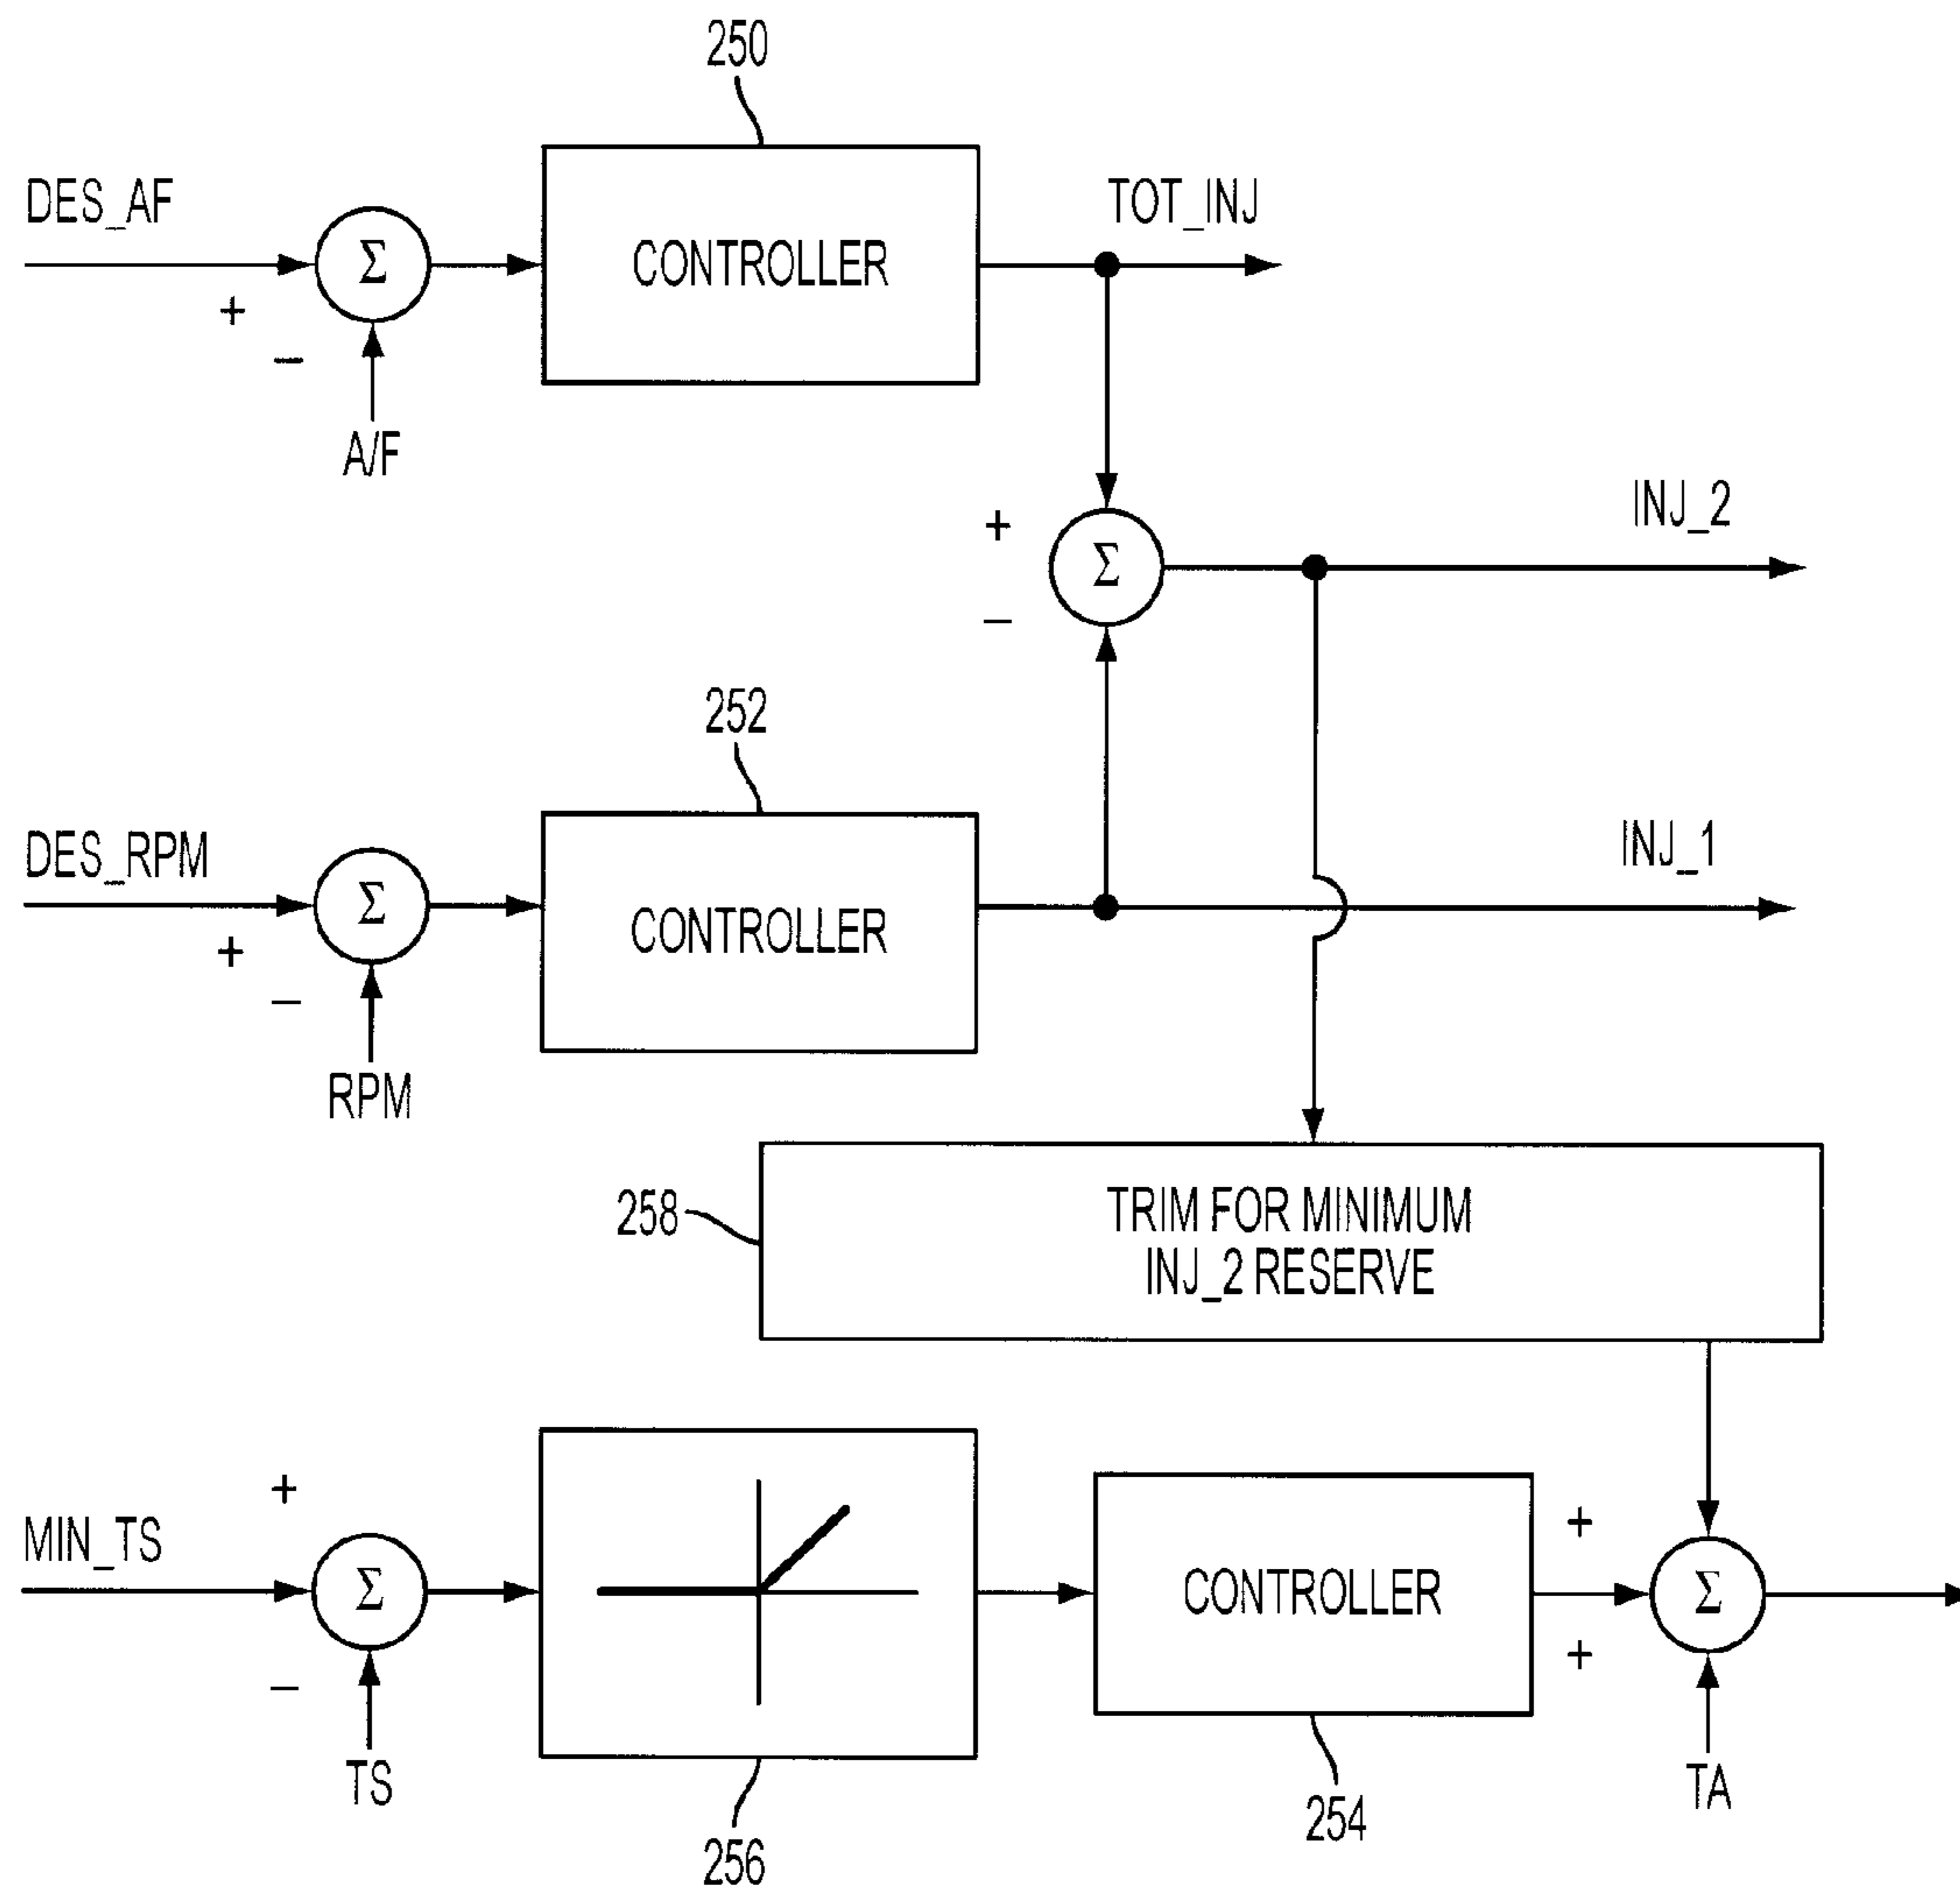 250
DES_AF
Σ
CONTROLLER
TOT_INJ
+
−
A/F
INJ_2
+
Σ
−
252
DES_RPM
Σ
CONTROLLER
INJ_1
+
−
RPM
258
TRIM FOR MINIMUM
INJ_2 RESERVE
+
MIN_TS
Σ
CONTROLLER
+
Σ
+
−
TS
TA
256
254